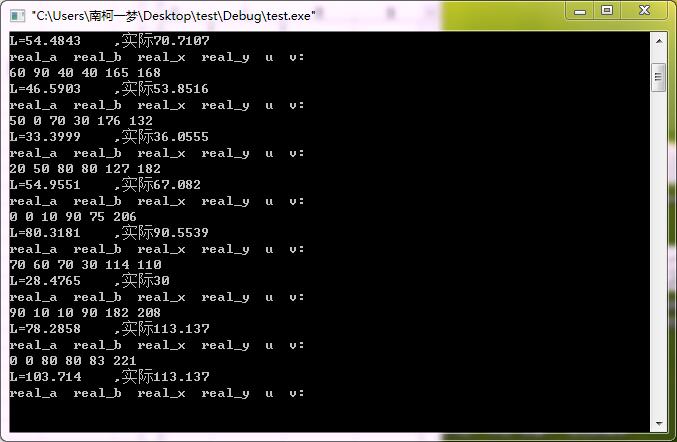 "C:\Users\南柯一梦\Desktop\test\Debug\test.exe"
L=54.4843    ,实际70.7107
real_a  real_b  real_x  real_y  u  v:
60 90 40 40 165 168
L=46.5903    ,实际53.8516
real_a  real_b  real_x  real_y  u  v:
50 0 70 30 176 132
L=33.3999    ,实际36.0555
real_a  real_b  real_x  real_y  u  v:
20 50 80 80 127 182
L=54.9551    ,实际67.082
real_a  real_b  real_x  real_y  u  v:
0 0 10 90 75 206
L=80.3181    ,实际90.5539
real_a  real_b  real_x  real_y  u  v:
70 60 70 30 114 110
L=28.4765    ,实际30
real_a  real_b  real_x  real_y  u  v:
90 10 10 90 182 208
L=78.2858    ,实际113.137
real_a  real_b  real_x  real_y  u  v:
0 0 80 80 83 221
L=103.714    ,实际113.137
real_a  real_b  real_x  real_y  u  v: